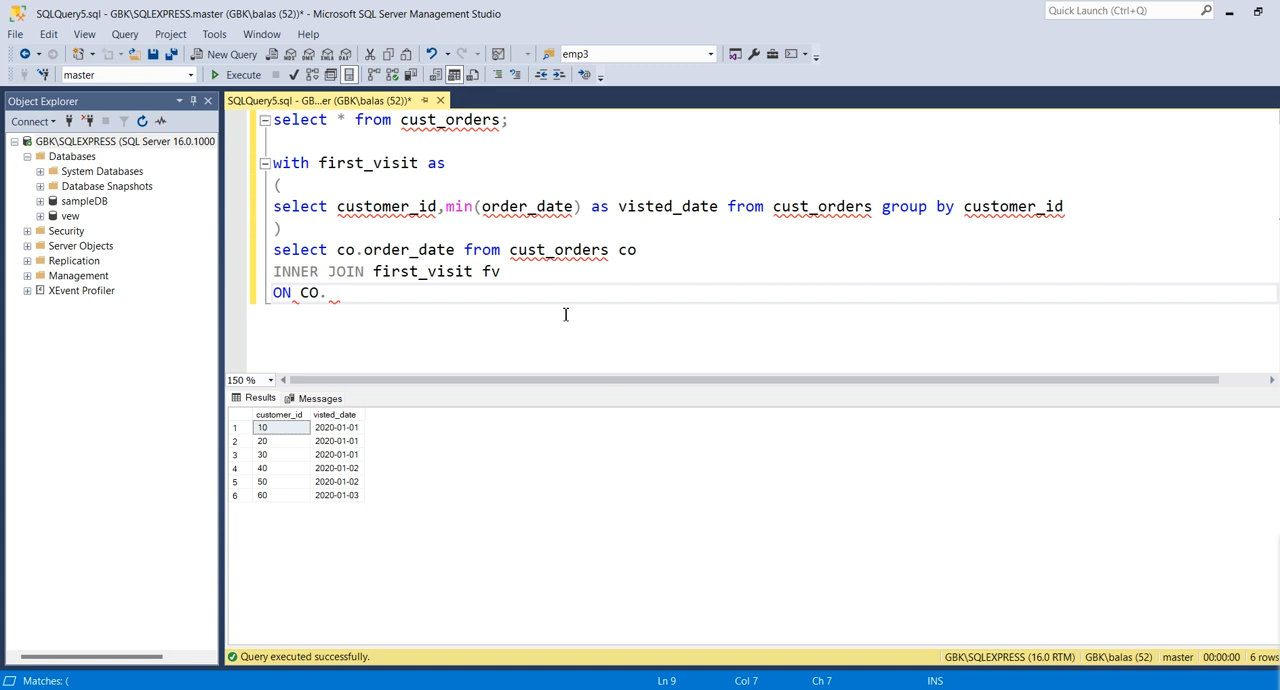 SQLQuery5.sql - GBK\SQLEXPRESS.master (GBK\balas (52))* - Microsoft SQL Server Management Studio
Quick Launch (Ctrl+Q)
File Edit View Query Project Tools Window Help
New Query MDX DMX XMLA DAX emp3
master Execute
Object Explorer
SQLQuery5.sql - GB...er (GBK\balas (52))*
Connect
GBK\SQLEXPRESS (SQL Server 16.0.1000
Databases
System Databases
Database Snapshots
sampleDB
vew
Security
Server Objects
Replication
Management
XEvent Profiler
select * from cust_orders;
with first_visit as
(
select customer_id,min(order_date) as visted_date from cust_orders group by customer_id
)
select co.order_date from cust_orders co
INNER JOIN first_visit fv
ON CO.
150 %
Results Messages
customer_id visted_date
1 10 2020-01-01
2 20 2020-01-01
3 30 2020-01-01
4 40 2020-01-02
5 50 2020-01-02
6 60 2020-01-03
Query executed successfully. GBK\SQLEXPRESS (16.0 RTM) GBK\balas (52) master 00:00:00 6 rows
Matches: ( Ln 9 Col 7 Ch 7 INS